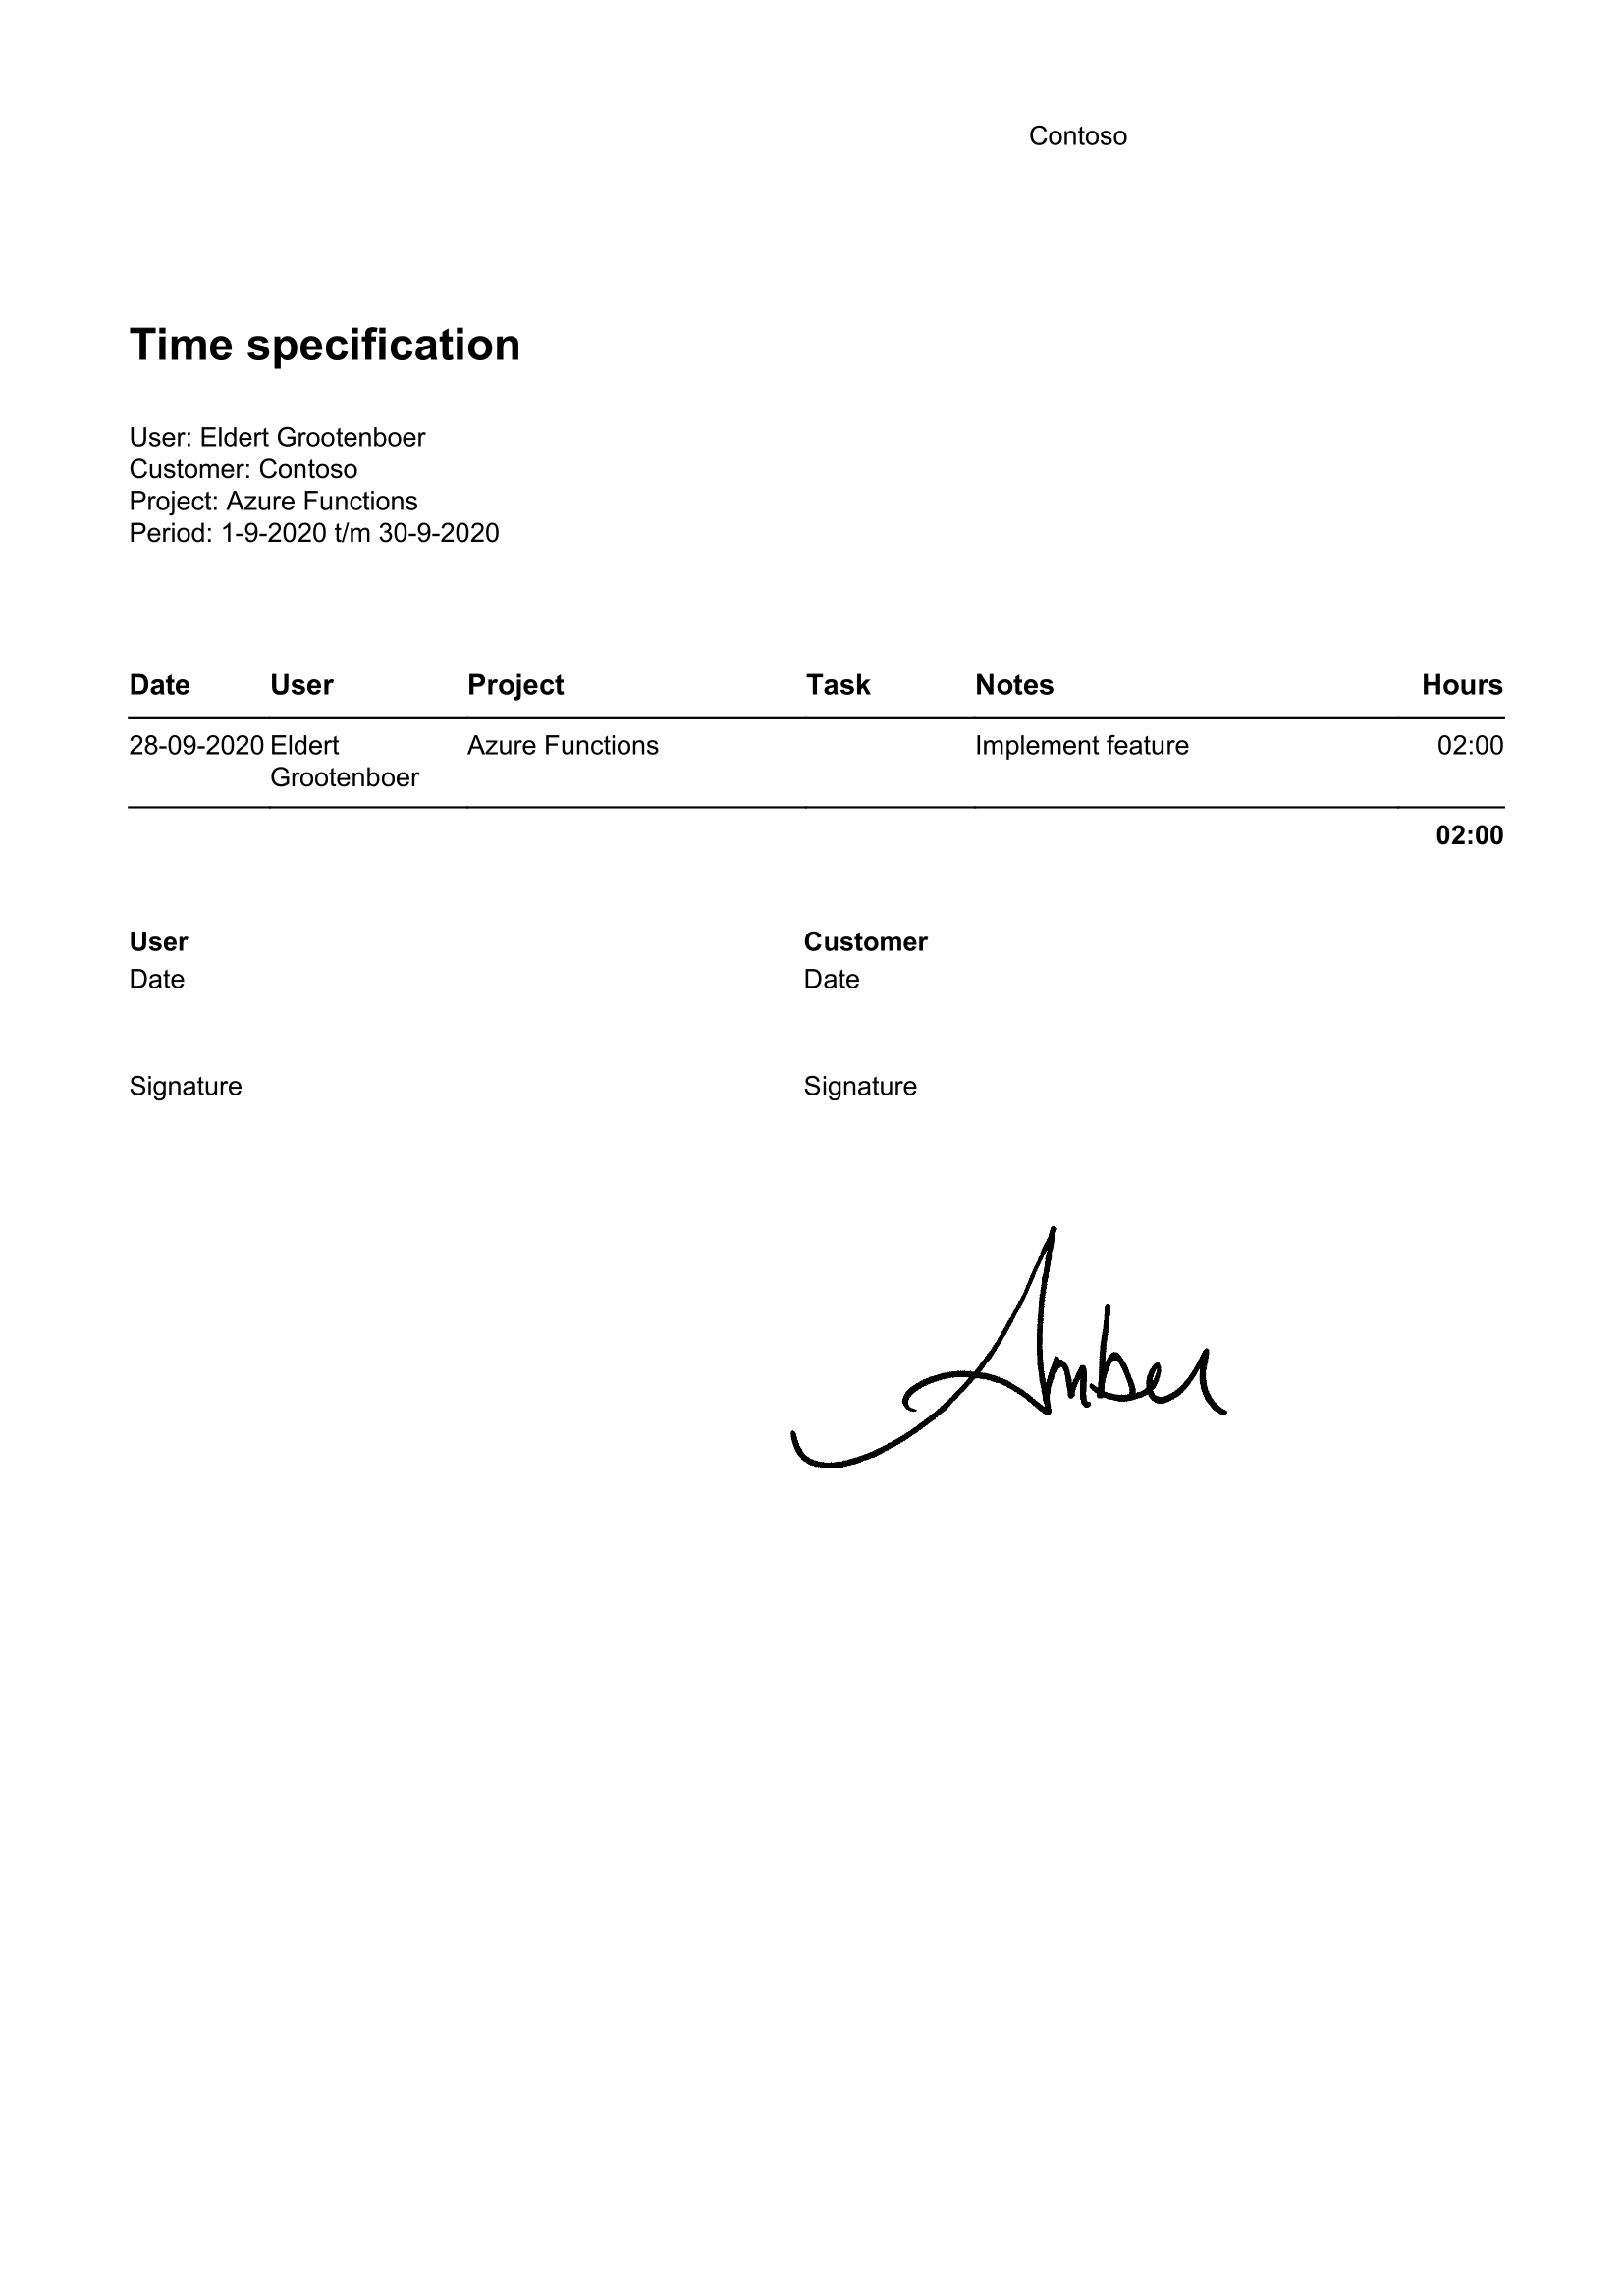 Contoso
Time specification
User: Eldert Grootenboer
Customer: Contoso
Project: Azure Functions
Period: 1-9-2020 t/m 30-9-2020
Date User Project Task Notes Hours
28-09-2020 Eldert Azure Functions Implement feature 02:00
Grootenboer
02:00
User Customer
Date Date
Signature Signature
Amber